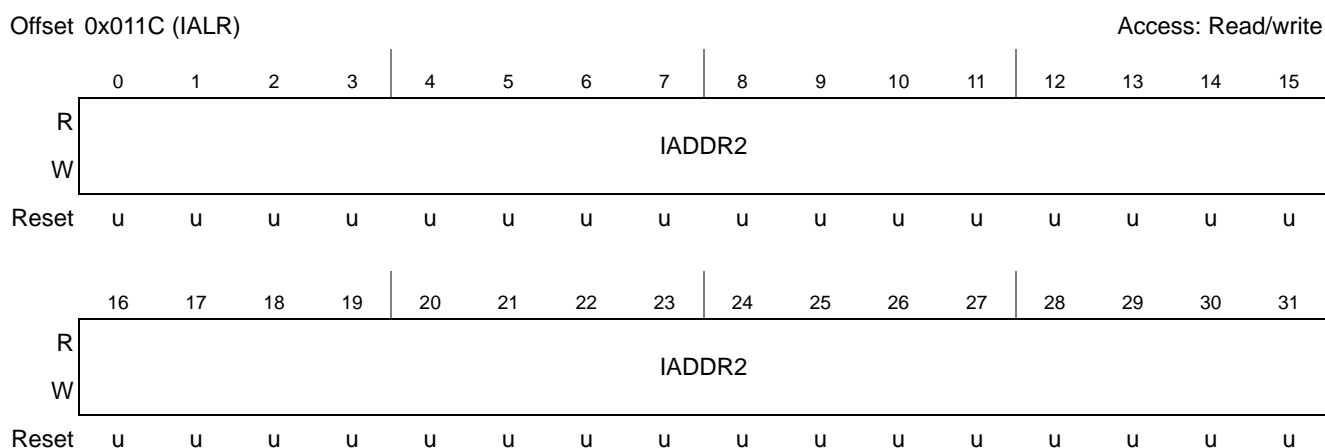 Offset 0x011C (IALR) Access: Read/write
0 1 2 3 4 5 6 7 8 9 10 11 12 13 14 15
R
IADDR2
W
Reset u u u u u u u u u u u u u u u u
16 17 18 19 20 21 22 23 24 25 26 27 28 29 30 31
R
IADDR2
W
Reset u u u u u u u u u u u u u u u u